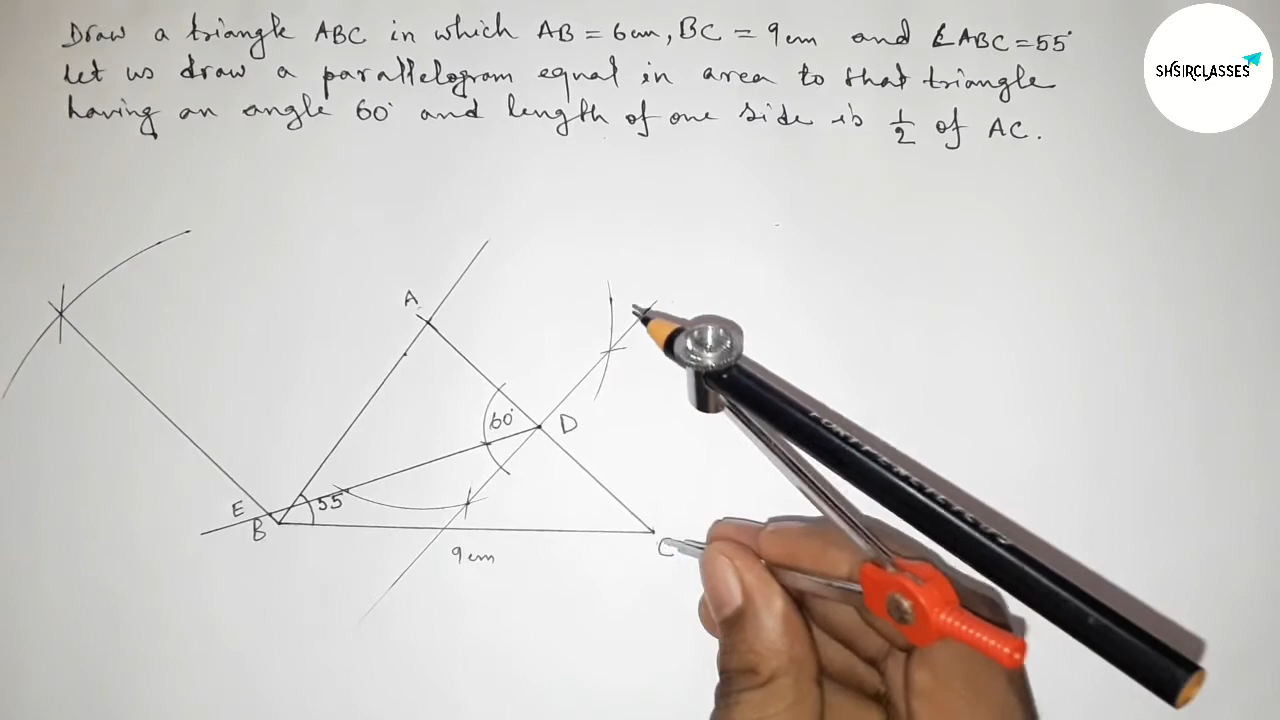 Draw a triangle ABC in which AB = 6cm, BC = 9cm and ∠ABC = 55°
Let us draw a parallelogram equal in area to that triangle
having an angle 60° and length of one side is 1/2 of AC.
SHSIRCLASSES
A
60°
D
E
B
55°
C
9cm